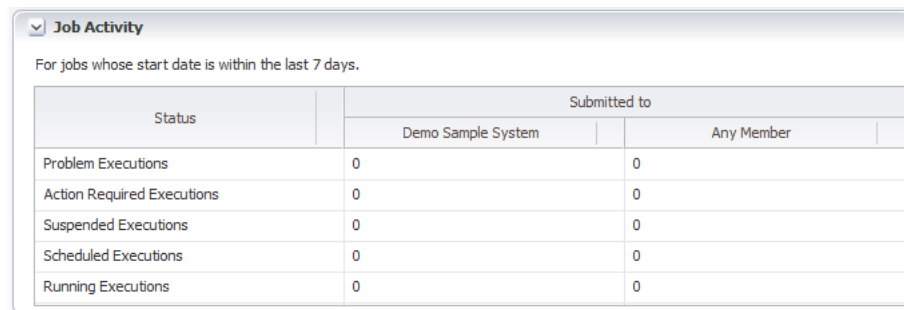 Job Activity
For jobs whose start date is within the last 7 days.
Status
Submitted to
Demo Sample System Any Member
Problem Executions 0 0
Action Required Executions 0 0
Suspended Executions 0 0
Scheduled Executions 0 0
Running Executions 0 0